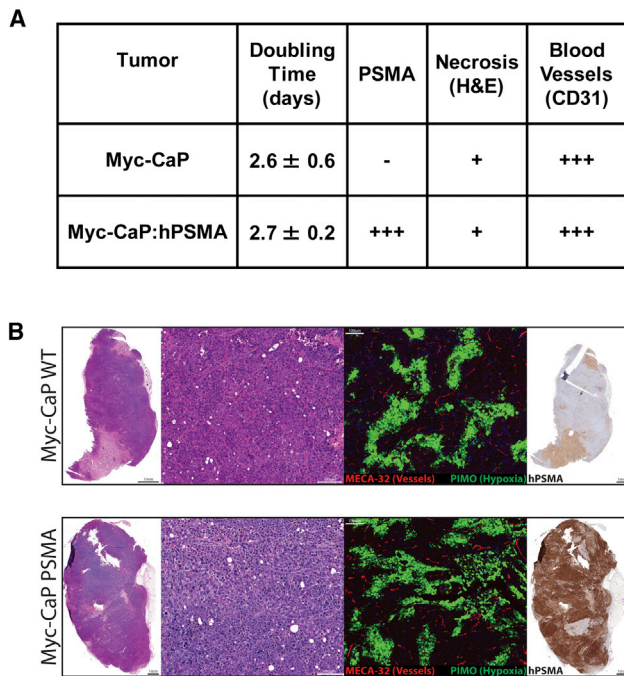 A
Tumor
Doubling
Time
(days)
PSMA
Necrosis
(H&E)
Blood
Vessels
(CD31)
Myc-CaP
2.6 ± 0.6
-
+
+++
Myc-CaP:hPSMA
2.7 ± 0.2
+++
+
+++
B
Myc-CaP WT
MECA-32 (Vessels)
PIMO (Hypoxia)
hPSMA
Myc-CaP PSMA
MECA-32 (Vessels)
PIMO (Hypoxia)
hPSMA